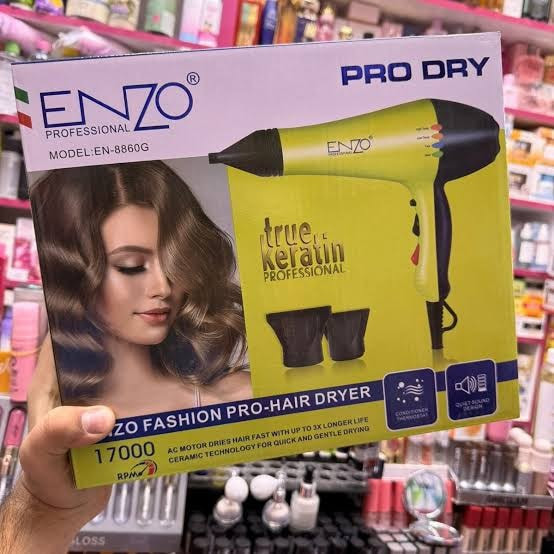 PRO DRY
ENZO®
PROFESSIONAL
MODEL:EN-8860G
ENZO
true..
keratin
PROFESSIONAL
ZO FASHION PRO-HAIR DRYER
17000
RPM
AC MOTOR DRIES HAIR FAST WITH UP TO 3X LONGER LIFE
CERAMIC TECHNOLOGY FOR QUICK AND GENTLE DRYING
CONDITIONER
THERMOSTAT
QUIET SOUND
DESIGN
GLOSS